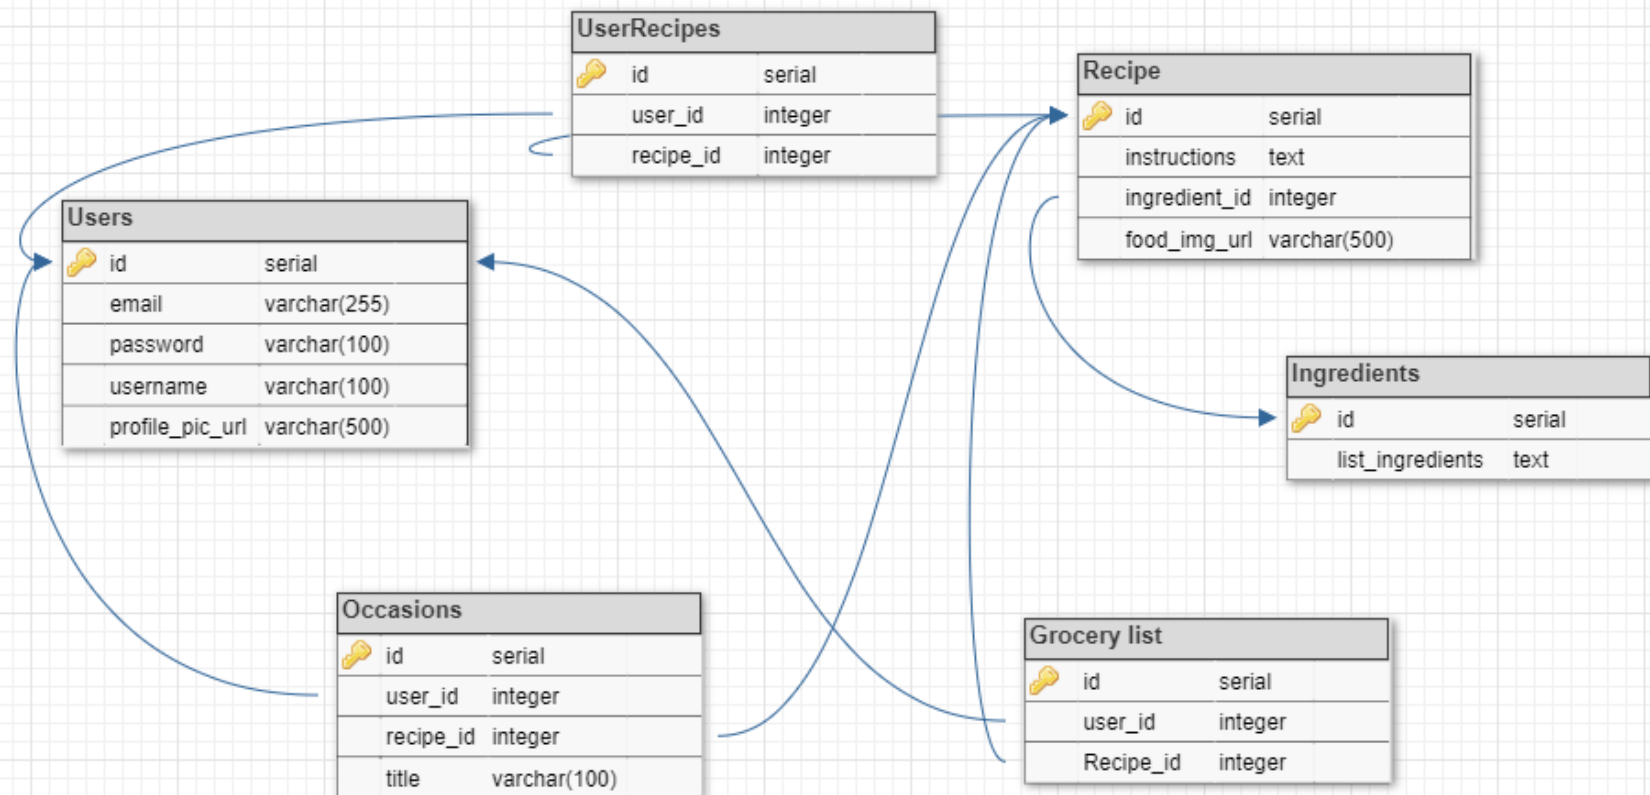 UserRecipes
id serial
user_id integer
recipe_id integer
Recipe
id serial
instructions text
ingredient_id integer
food_img_url varchar(500)
Users
id serial
email varchar(255)
password varchar(100)
username varchar(100)
profile_pic_url varchar(500)
Ingredients
id serial
list_ingredients text
Occasions
id serial
user_id integer
recipe_id integer
title varchar(100)
Grocery list
id serial
user_id integer
Recipe_id integer